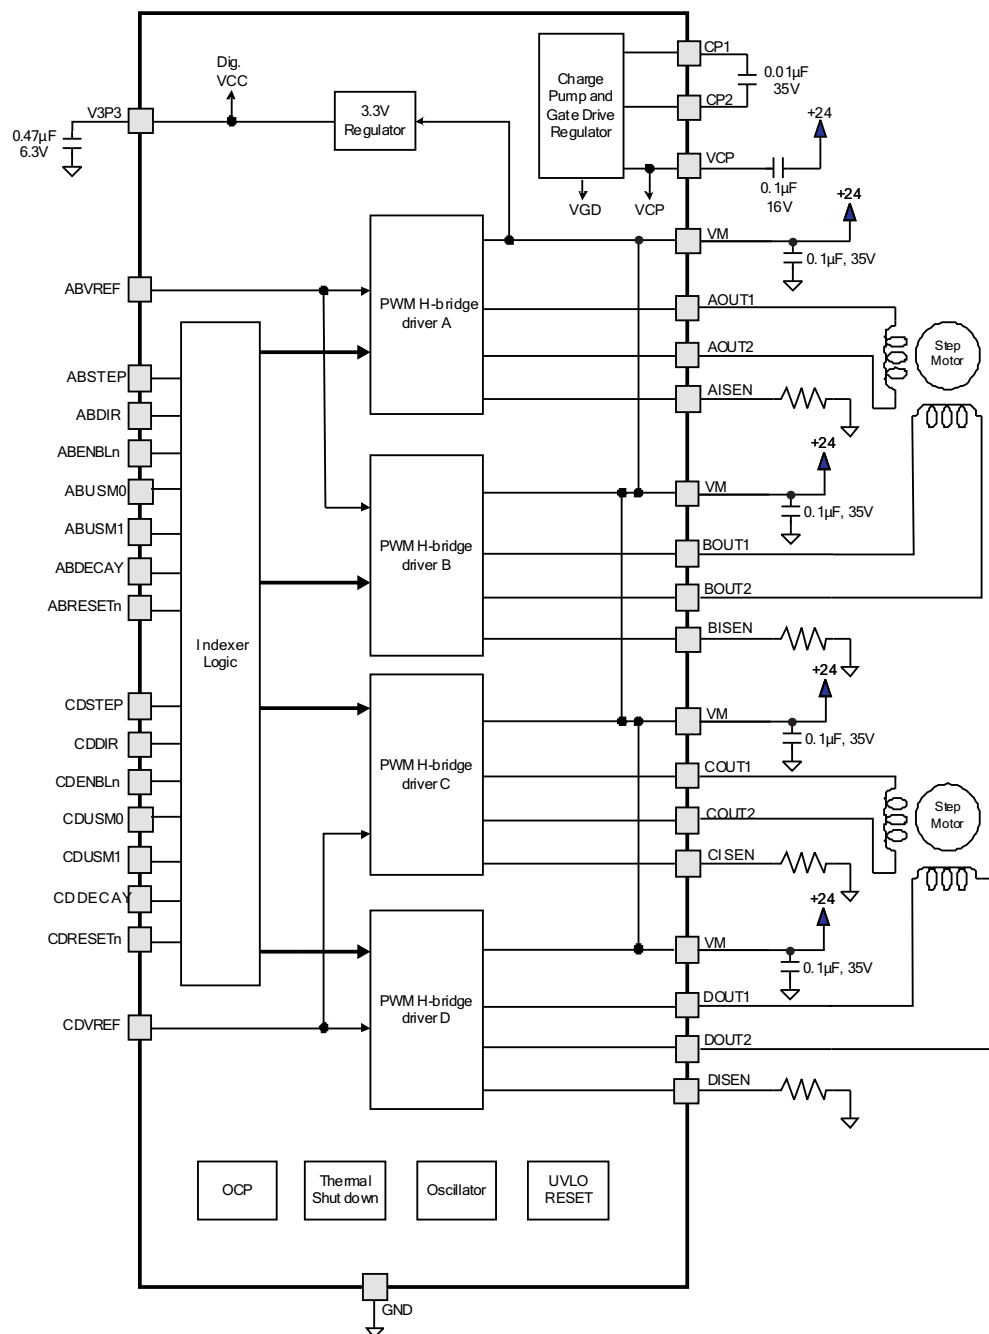 Dig.
VCC
V3P3
0.47µF
6.3V
3.3V
Regulator
Charge
Pump and
Gate Drive
Regulator
CP1
0.01µF
35V
CP2
+24
VCP
0.1µF
16V
VGD
VCP
+24
VM
0.1µF, 35V
ABVREF
PWM H-bridge
driver A
AOUT1
AOUT2
AISEN
Step
Motor
ABSTEP
ABDIR
ABENBLn
ABUSM0
ABUSM1
ABDECAY
ABRESETn
+24
VM
0.1µF, 35V
PWM H-bridge
driver B
BOUT1
BOUT2
BISEN
Indexer
Logic
+24
CDSTEP
CDDIR
CDENBLn
CDUSM0
CDUSM1
CDDECAY
CDRESETn
VM
0.1µF, 35V
PWM H-bridge
driver C
COUT1
COUT2
CISEN
Step
Motor
+24
VM
0.1µF, 35V
PWM H-bridge
driver D
DOUT1
DOUT2
DISEN
CDVREF
OCP
Thermal
Shut down
Oscillator
UVLO
RESET
GND